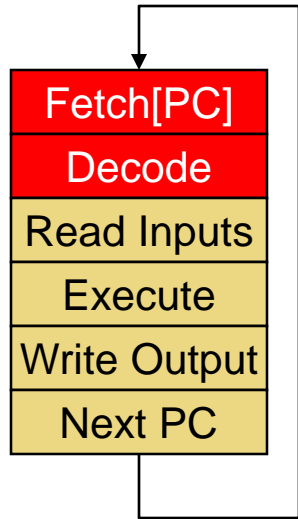 Fetch[PC]
Decode
Read Inputs
Execute
Write Output
Next PC